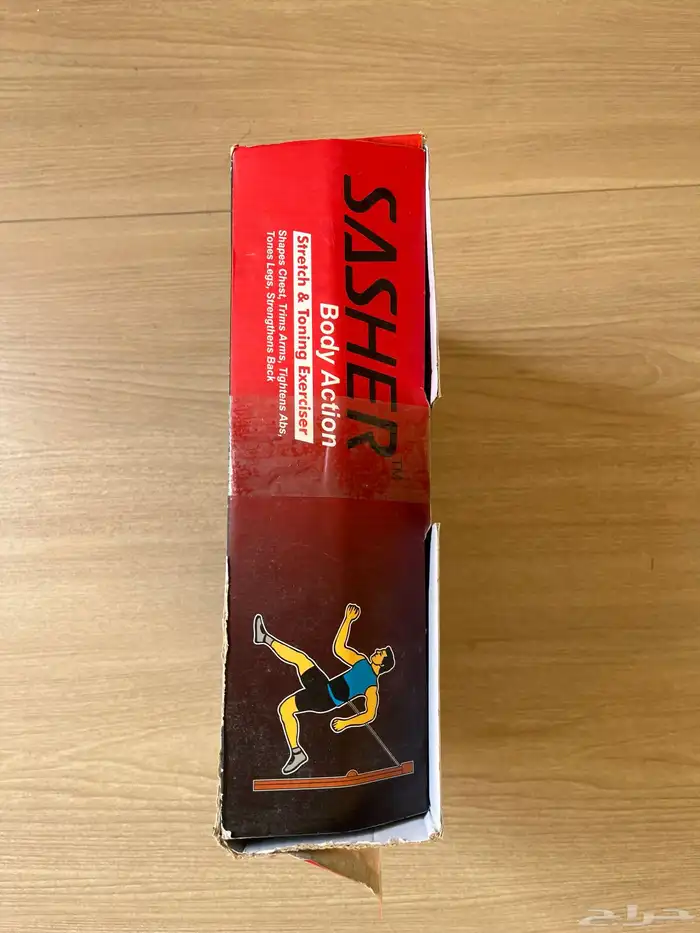 SASHER™
Body Action
Stretch & Toning Exerciser
Shapes Chest, Trims Arms, Tightens Abs,
Tones Legs, Strengthens Back
حراج